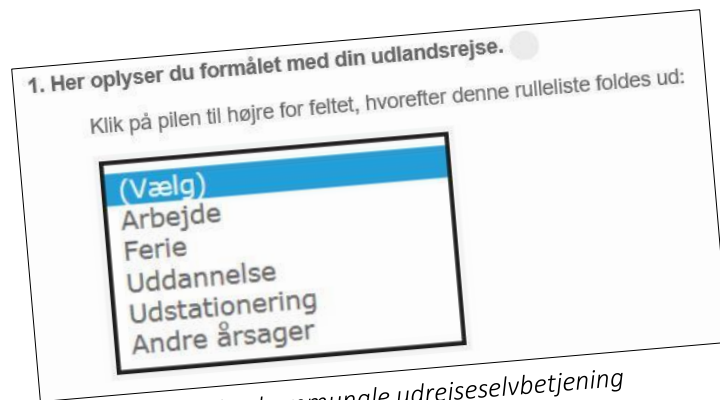 1. Her oplyser du formålet med din udlandsrejse.
Klik på pilen til højre for feltet, hvorefter denne rulleliste foldes ud:
(Vælg)
Arbejde
Ferie
Uddannelse
Udstationering
Andre årsager
udrejseselvbetjening